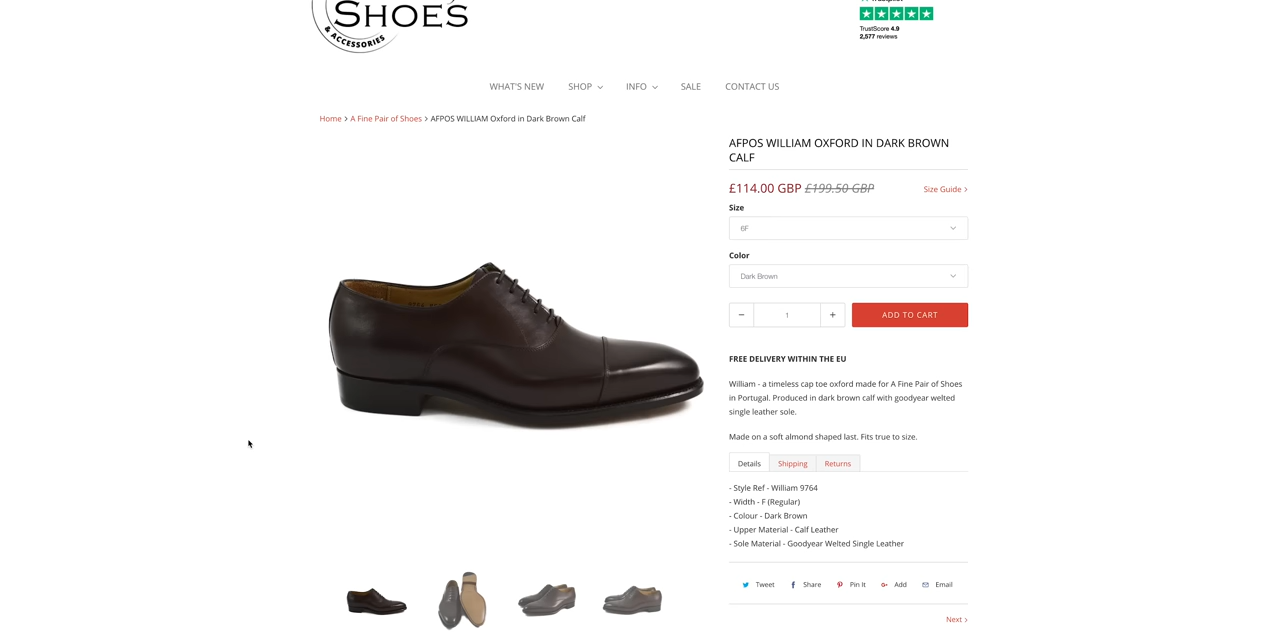 SHOES
& ACCESSORIES
TrustScore 4.9
2,577 reviews
WHAT'S NEW SHOP INFO SALE CONTACT US
Home > A Fine Pair of Shoes > AFPOS WILLIAM Oxford in Dark Brown Calf
AFPOS WILLIAM OXFORD IN DARK BROWN
CALF
£114.00 GBP £199.50 GBP Size Guide >
Size
6F
Color
Dark Brown
− 1 + ADD TO CART
FREE DELIVERY WITHIN THE EU
William - a timeless cap toe oxford made for A Fine Pair of Shoes
in Portugal. Produced in dark brown calf with goodyear welted
single leather sole.
Made on a soft almond shaped last. Fits true to size.
Details Shipping Returns
- Style Ref - William 9764
- Width - F (Regular)
- Colour - Dark Brown
- Upper Material - Calf Leather
- Sole Material - Goodyear Welted Single Leather
Tweet Share Pin It Add Email
Next >